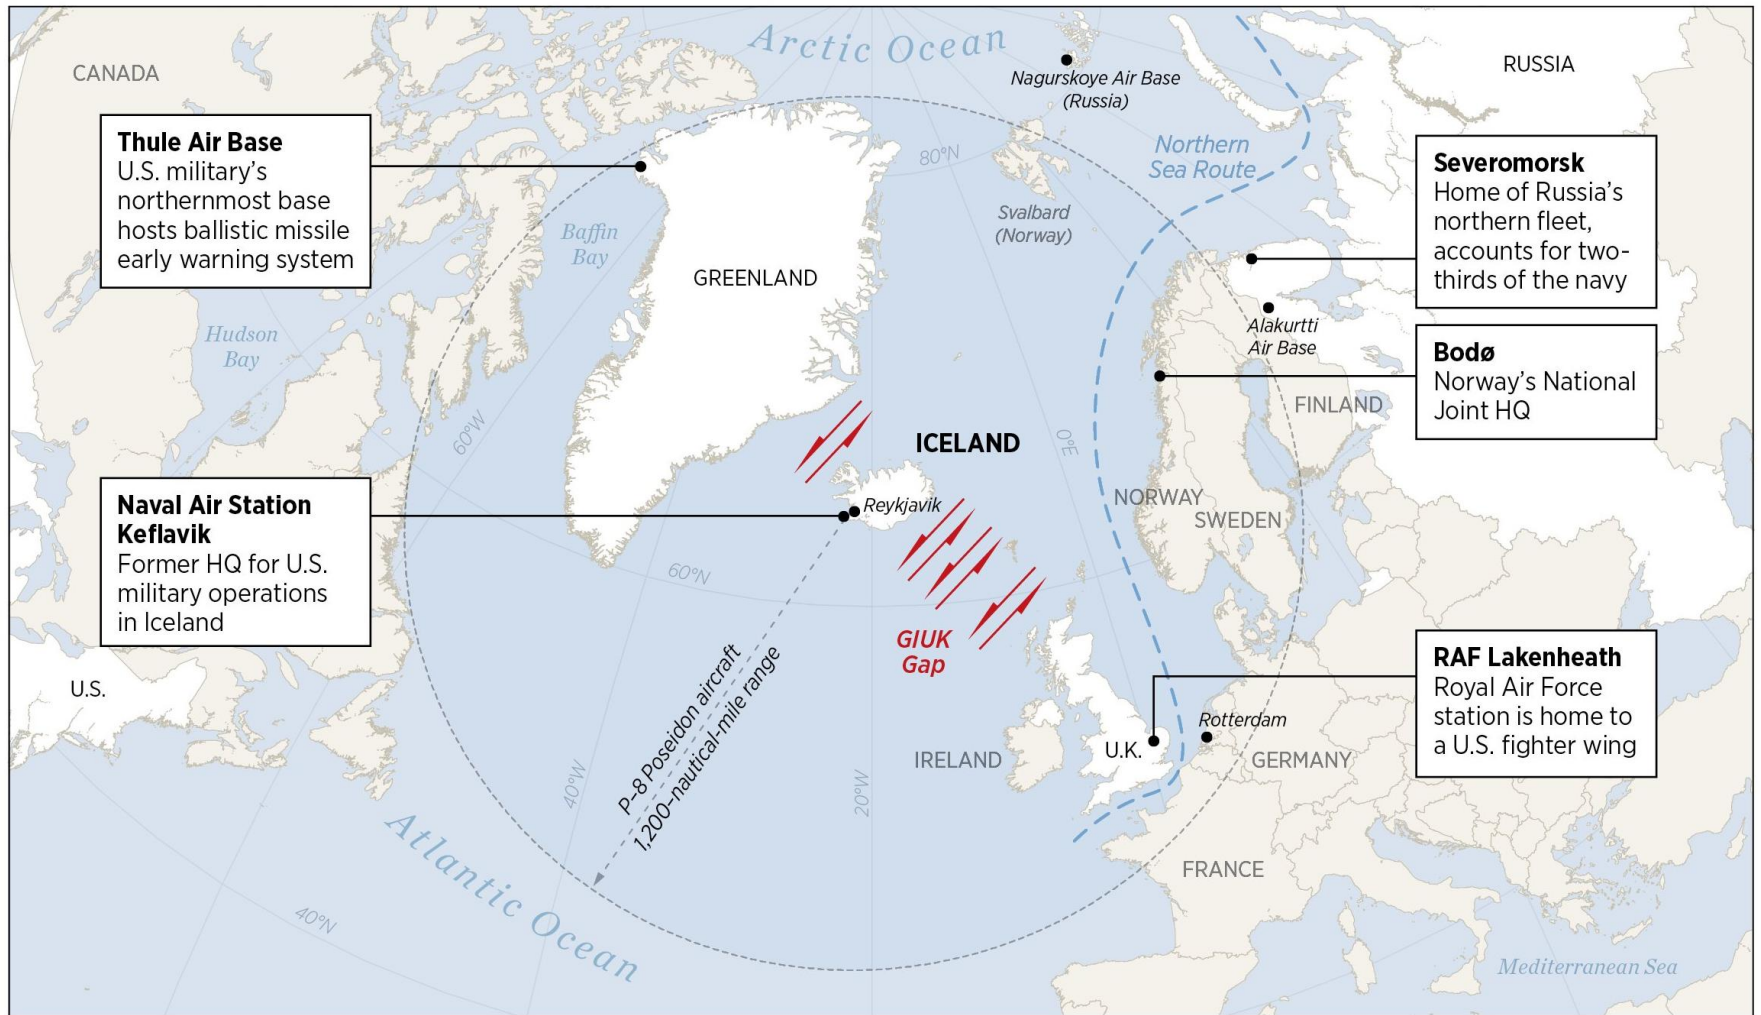 Arctic Ocean
CANADA
Nagurskoye Air Base
(Russia)
RUSSIA
Thule Air Base
U.S. military’s
northernmost base
hosts ballistic missile
early warning system
Northern
Sea Route
80°N
Severomorsk
Home of Russia’s
northern fleet,
accounts for two-
thirds of the navy
Svalbard
(Norway)
Baffin
Bay
GREENLAND
Hudson
Bay
Alakurtti
Air Base
Bodø
Norway’s National
Joint HQ
FINLAND
60°W
ICELAND
0°E
Naval Air Station
Keflavik
Former HQ for U.S.
military operations
in Iceland
Reykjavik
NORWAY
SWEDEN
60°N
GIUK
Gap
RAF Lakenheath
Royal Air Force
station is home to
a U.S. fighter wing
U.S.
P-8 Poseidon aircraft
1,200-nautical-mile range
Rotterdam
IRELAND
U.K.
GERMANY
40°W
20°W
Atlantic Ocean
FRANCE
40°N
Mediterranean Sea